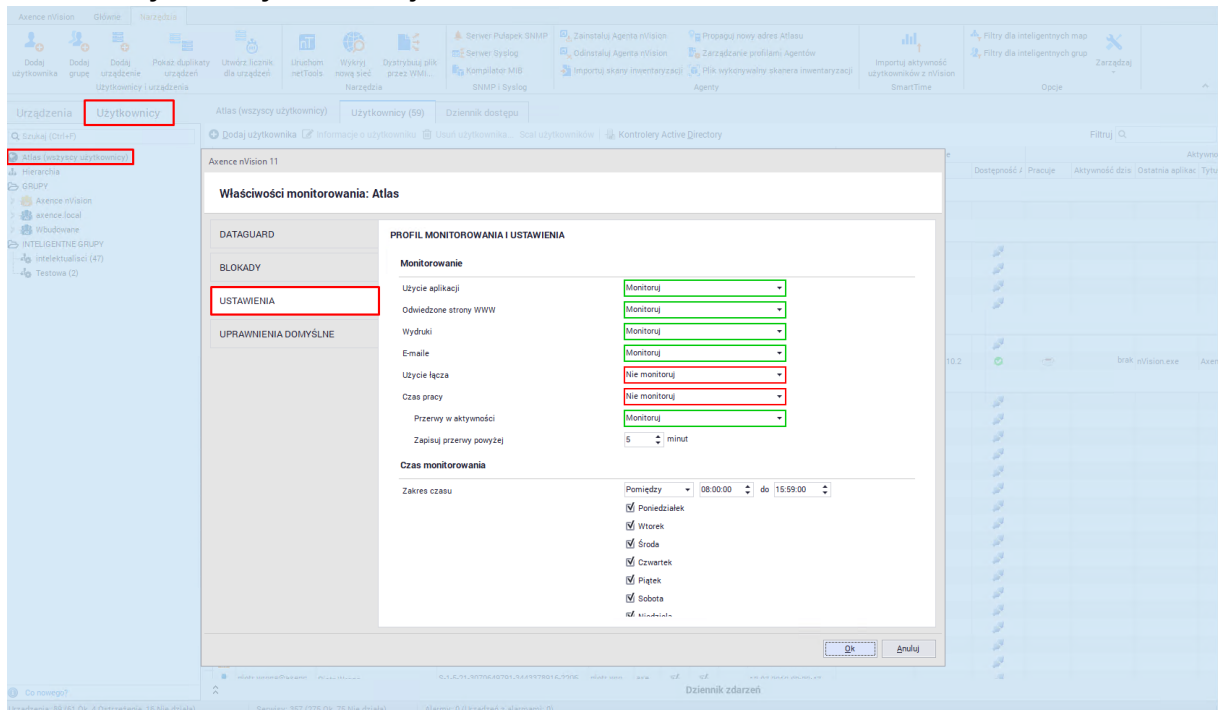 Axence nVision Główne Narzędzia
Dodaj użytkownika
Dodaj grupę
Dodaj urządzenie
Pokaż duplikaty urządzeń
Utwórz licznik dla urządzeń
Uruchom netTools
Wykryj nową sieć
Dystrybuuj plik przez WMI...
Serwer Pułapek SNMP
Serwer Syslog
Kompilator MIB
Zainstaluj Agenta nVision
Odinstaluj Agenta nVision
Importuj skany inwentaryzacji
Propaguj nowy adres Atlasu
Zarządzanie profilami Agentów
Plik wykonywalny skanera inwentaryzacji
Importuj aktywność użytkowników z nVision
Filtry dla inteligentnych map
Filtry dla inteligentnych grup
Zarządzaj
Użytkownicy i urządzenia Narzędzia SNMP i Syslog Agenty SmartTime Opcje
Urządzenia Użytkownicy
Atlas (wszyscy użytkownicy) Użytkownicy (59) Dziennik dostępu
Szukaj (Ctrl+F)
Dodaj użytkownika Informacje o użytkowniku Usuń użytkownika... Scal użytkowników Kontrolery Active Directory Filtruj
Atlas (wszyscy użytkownicy)
Hierarchia
GRUPY
Axence nVision
axence.local
Wbudowane
INTELIGENTNE GRUPY
intelektualisci (47)
Testowa (2)
Axence nVision 11
Właściwości monitorowania: Atlas
DATAGUARD
BLOKADY
USTAWIENIA
UPRAWNIENIA DOMYŚLNE
PROFIL MONITOROWANIA I USTAWIENIA
Monitorowanie
Użycie aplikacji Monitoruj
Odwiedzone strony WWW Monitoruj
Wydruki Monitoruj
E-maile Monitoruj
Użycie łącza Nie monitoruj
Czas pracy Nie monitoruj
Przerwy w aktywności Monitoruj
Zapisuj przerwy powyżej 5 minut
Czas monitorowania
Zakres czasu Pomiędzy 08:00:00 do 15:59:00
Poniedziałek
Wtorek
Środa
Czwartek
Piątek
Sobota
Niedziela
Ok Anuluj
Pracuje Aktywność dzis Ostatnia aplikac
10.2 brak nVision.exe
Co nowego?
Dziennik zdarzeń